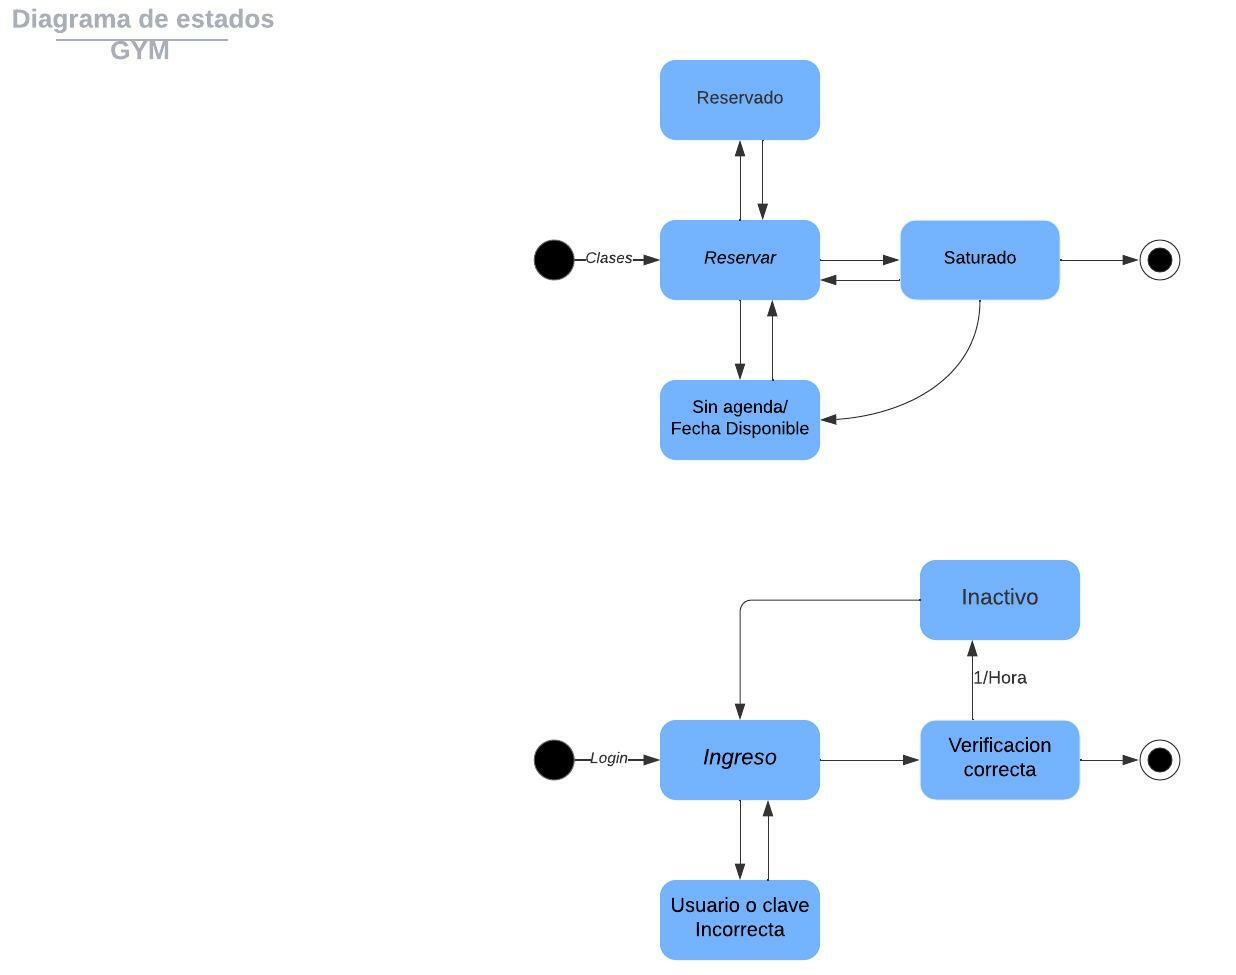 Diagrama de estados
GYM
Reservado
Clases
Reservar
Saturado
Sin agenda/
Fecha Disponible
Inactivo
1/Hora
Login
Ingreso
Verificacion
correcta
Usuario o clave
Incorrecta